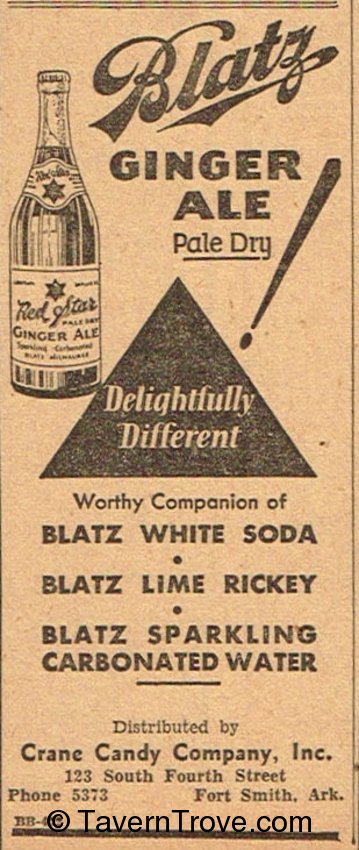 Blatz
GINGER
ALE
Pale Dry
!
Red Star
Red Star
PALE DRY
GINGER ALE
Sparkling - Carbonated
BLATZ MILWAUKEE
Delightfully
Different
Worthy Companion of
BLATZ WHITE SODA
•
BLATZ LIME RICKEY
•
BLATZ SPARKLING
CARBONATED WATER
Distributed by
Crane Candy Company, Inc.
123 South Fourth Street
Phone 5373 Fort Smith, Ark.
© TavernTrove.com